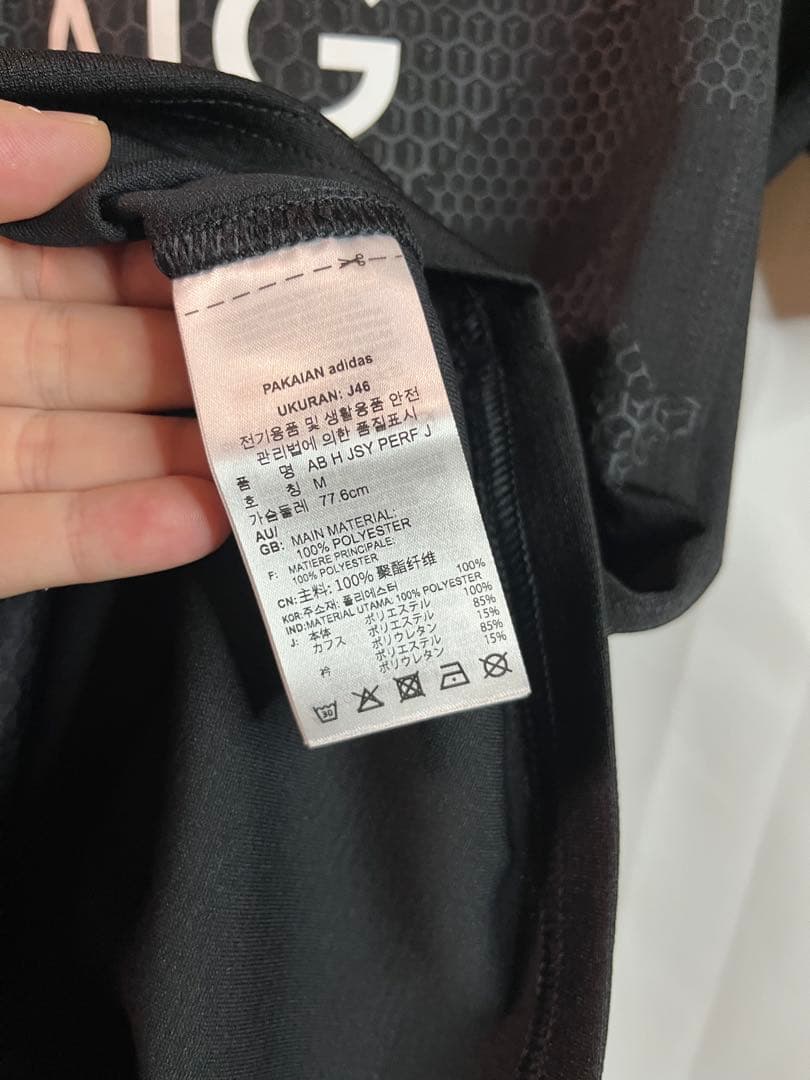 AIG
PAKAIAN adidas
UKURAN: J46
전기용품 및 생활용품 안전
관리법에 의한 품질표시
품 명 AB H JSY PERF J
호 칭 M
가슴둘레 77.6cm
AU/
GB: MAIN MATERIAL:
100% POLYESTER
F: MATIERE PRINCIPALE:
100% POLYESTER
CN: 主料: 100% 聚酯纤维
KOR: 주소재: 폴리에스터 100%
IND: MATERIAL UTAMA: 100% POLYESTER
J: 本体 ポリエステル 100%
カフス ポリエステル 85%
ポリウレタン 15%
衿 ポリエステル 85%
ポリウレタン 15%
30